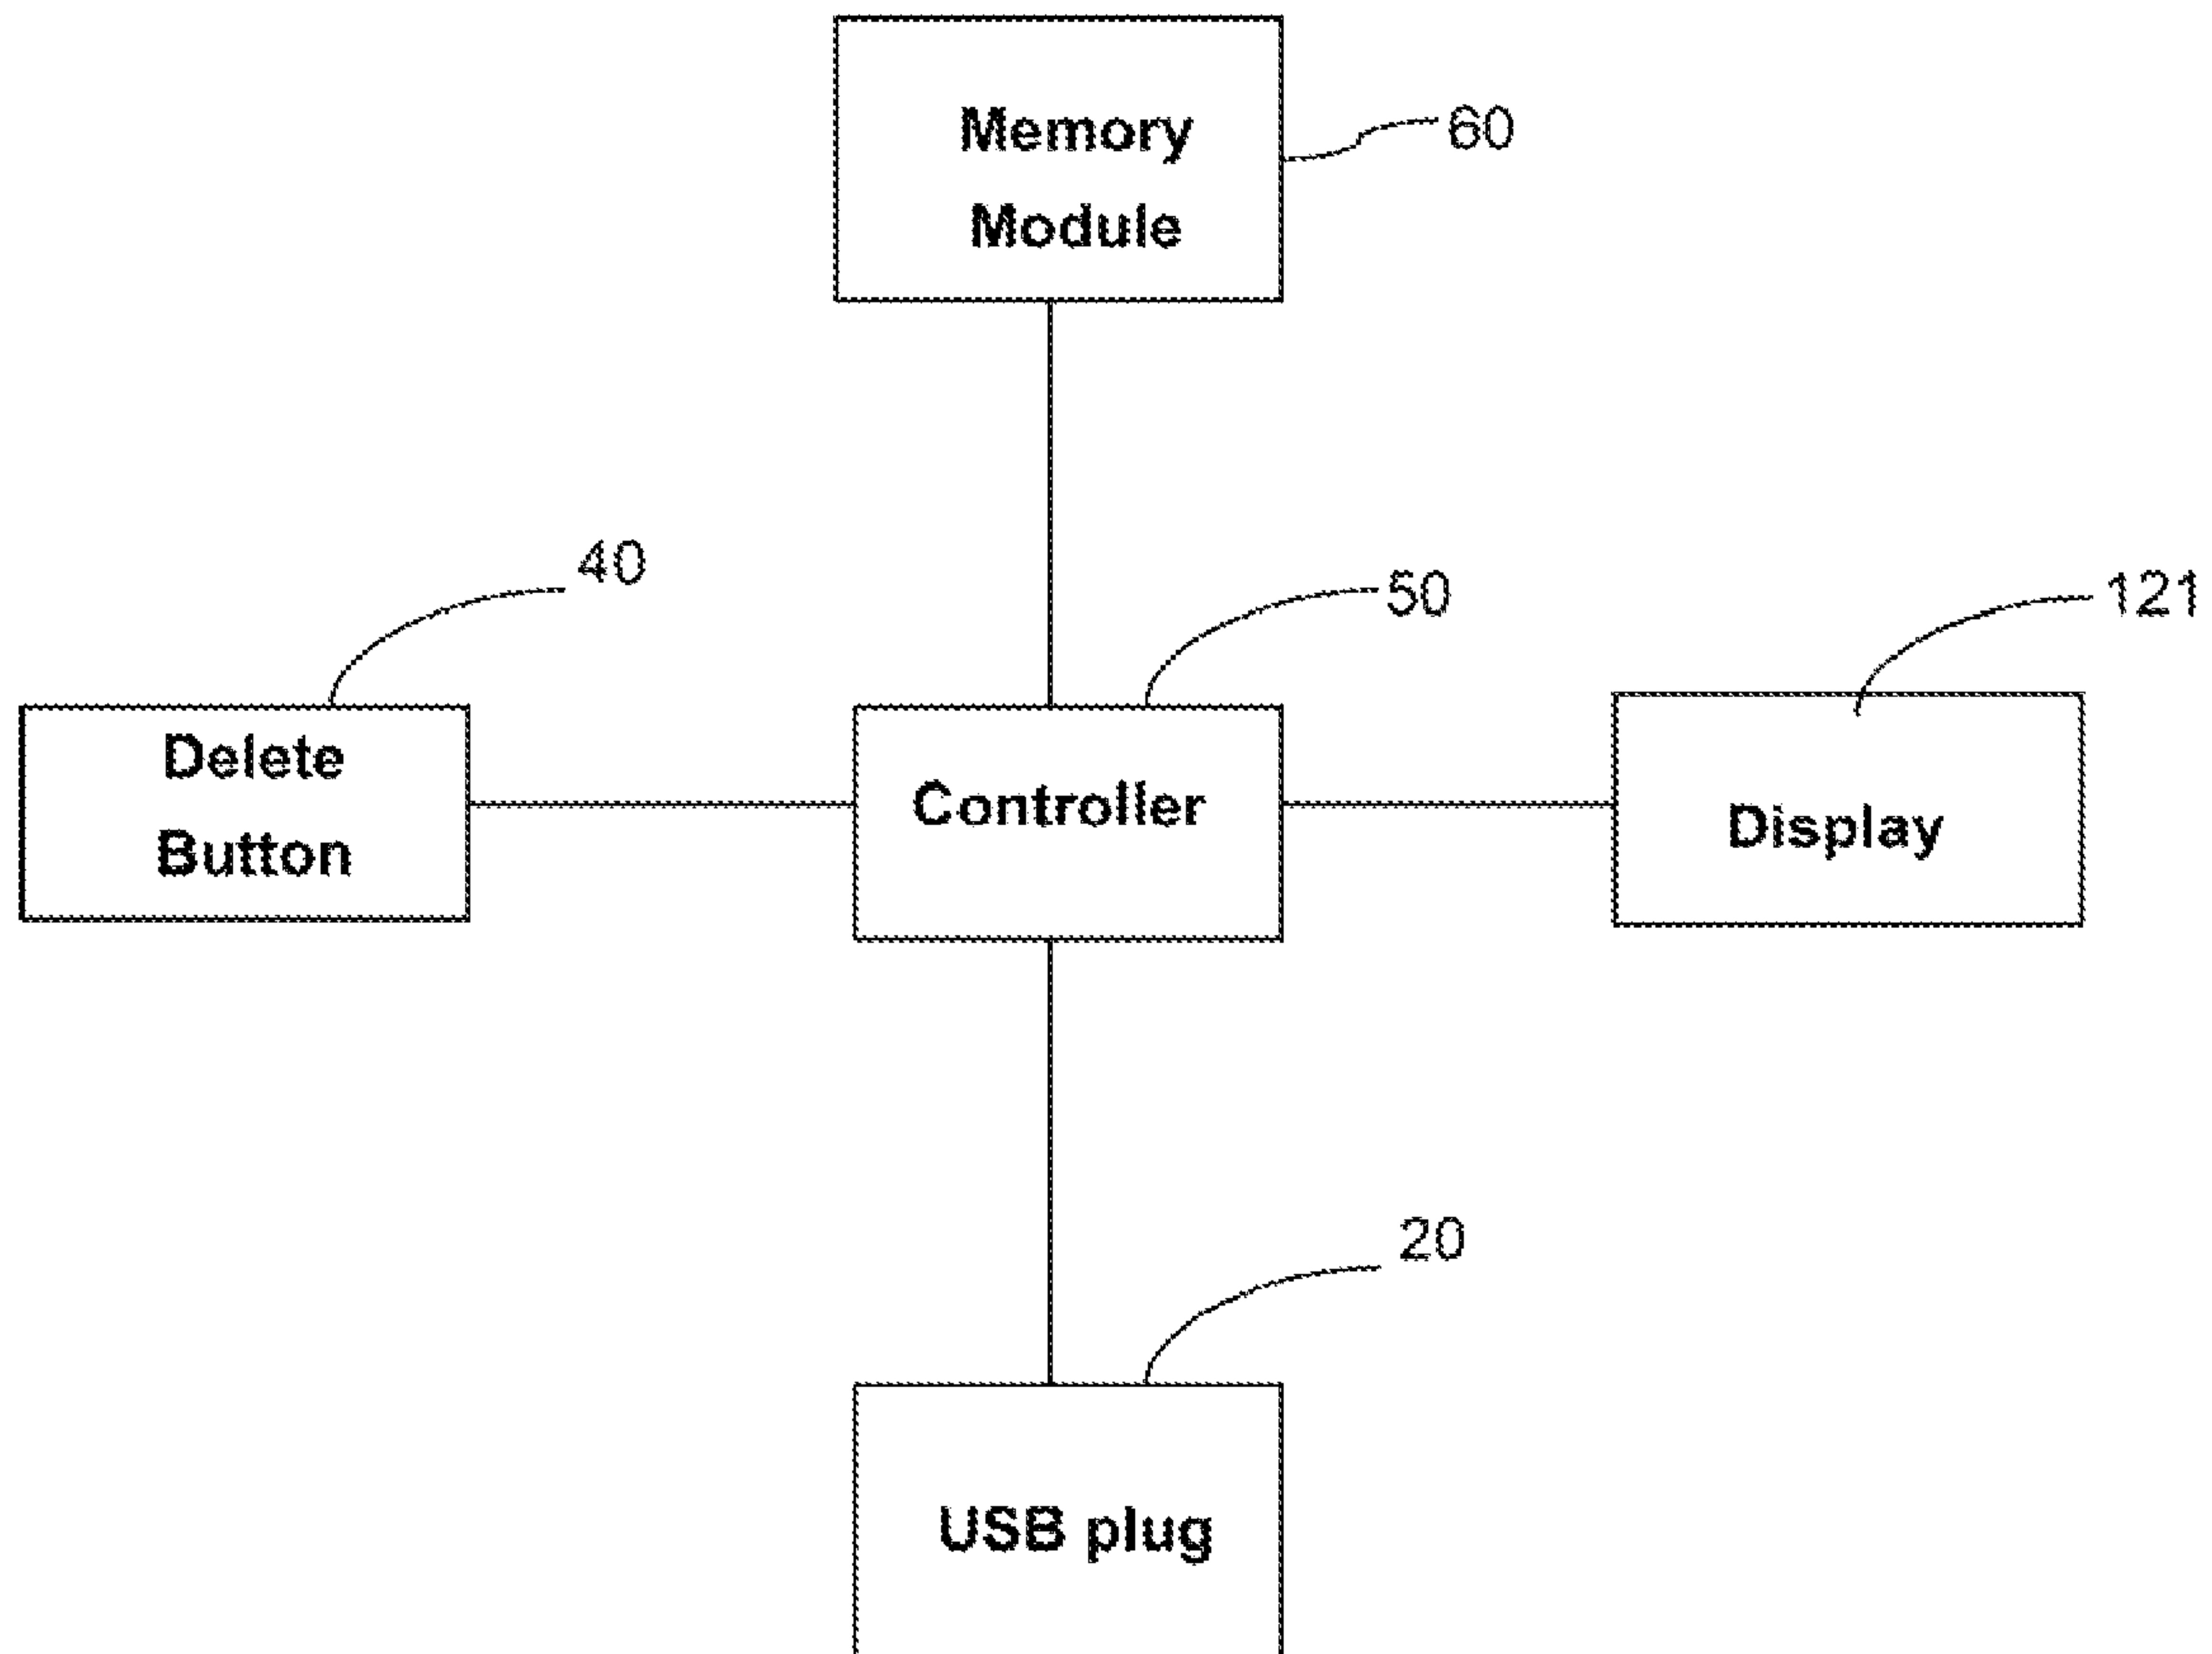 Memory
Module
60
40
50
121
Delete
Button
Controller
Display
20
USB plug